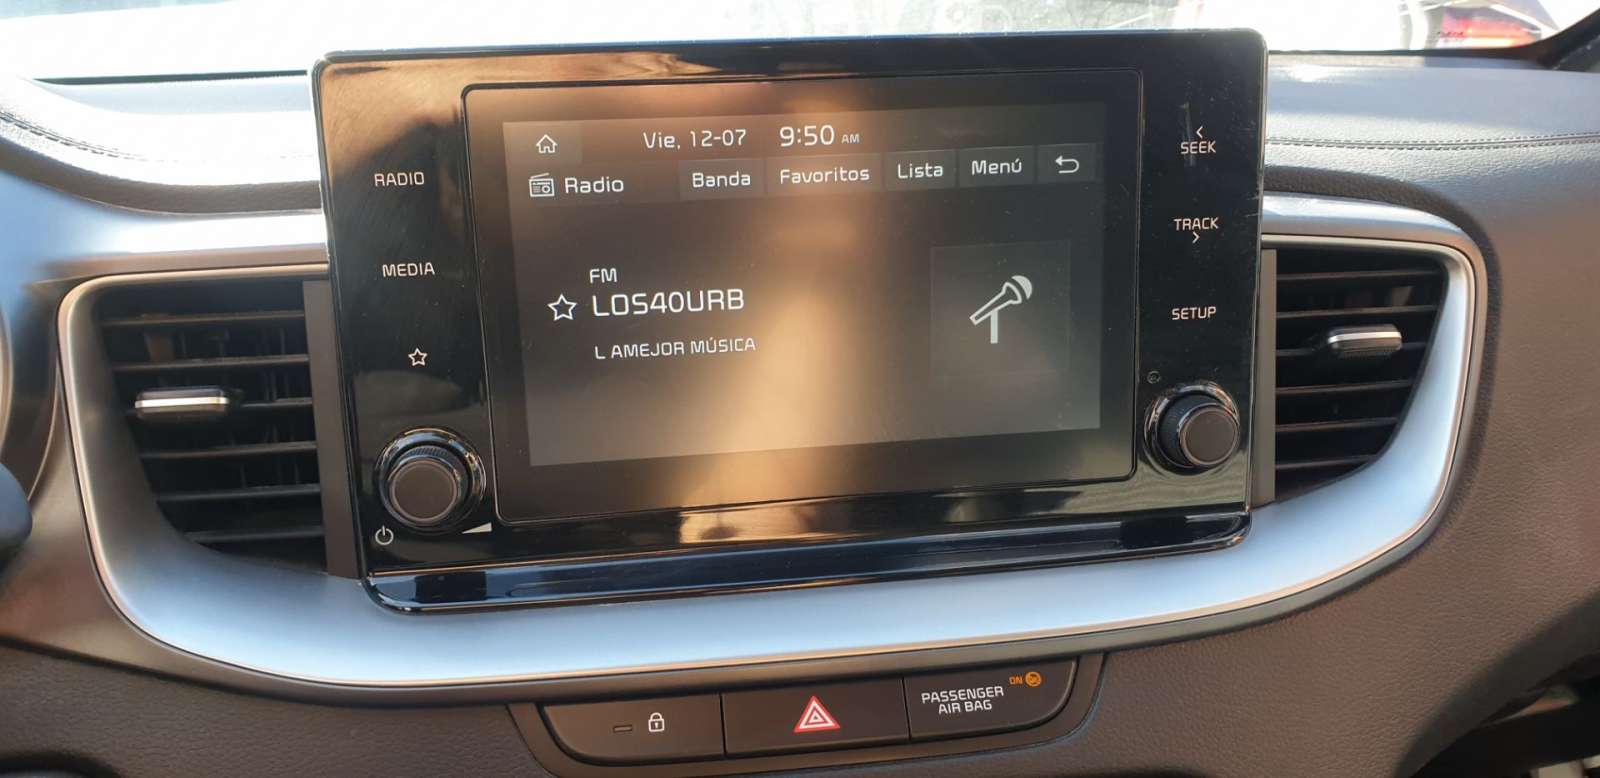 Vie, 12-07 9:50 AM
Radio Banda Favoritos Lista Menú
FM
LOS40URB
L AMEJOR MÚSICA
RADIO
MEDIA
SEEK
TRACK
SETUP
PASSENGER
AIR BAG
ON